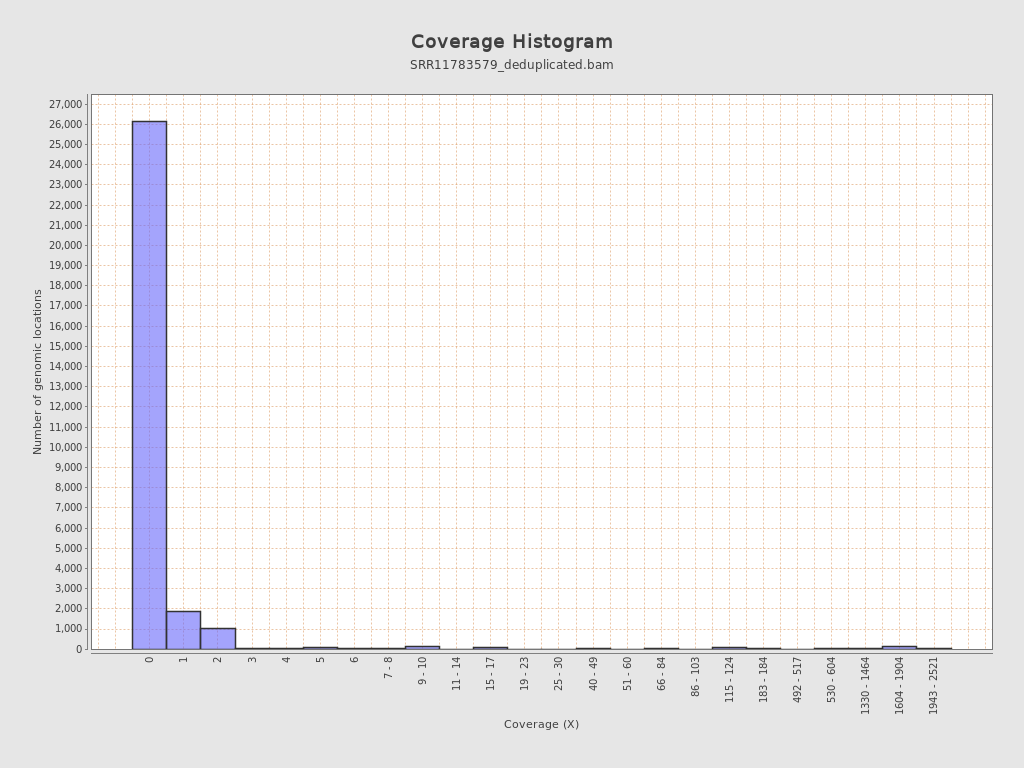 Coverage Histogram
SRR11783579_deduplicated.bam
Number of genomic locations
27,000
26,000
25,000
24,000
23,000
22,000
21,000
20,000
19,000
18,000
17,000
16,000
15,000
14,000
13,000
12,000
11,000
10,000
9,000
8,000
7,000
6,000
5,000
4,000
3,000
2,000
1,000
0
0
1
2
3
4
5
6
7 - 8
9 - 10
11 - 14
15 - 17
19 - 23
25 - 30
40 - 49
51 - 60
66 - 84
86 - 103
115 - 124
183 - 184
492 - 517
530 - 604
1330 - 1464
1604 - 1904
1943 - 2521
Coverage (X)